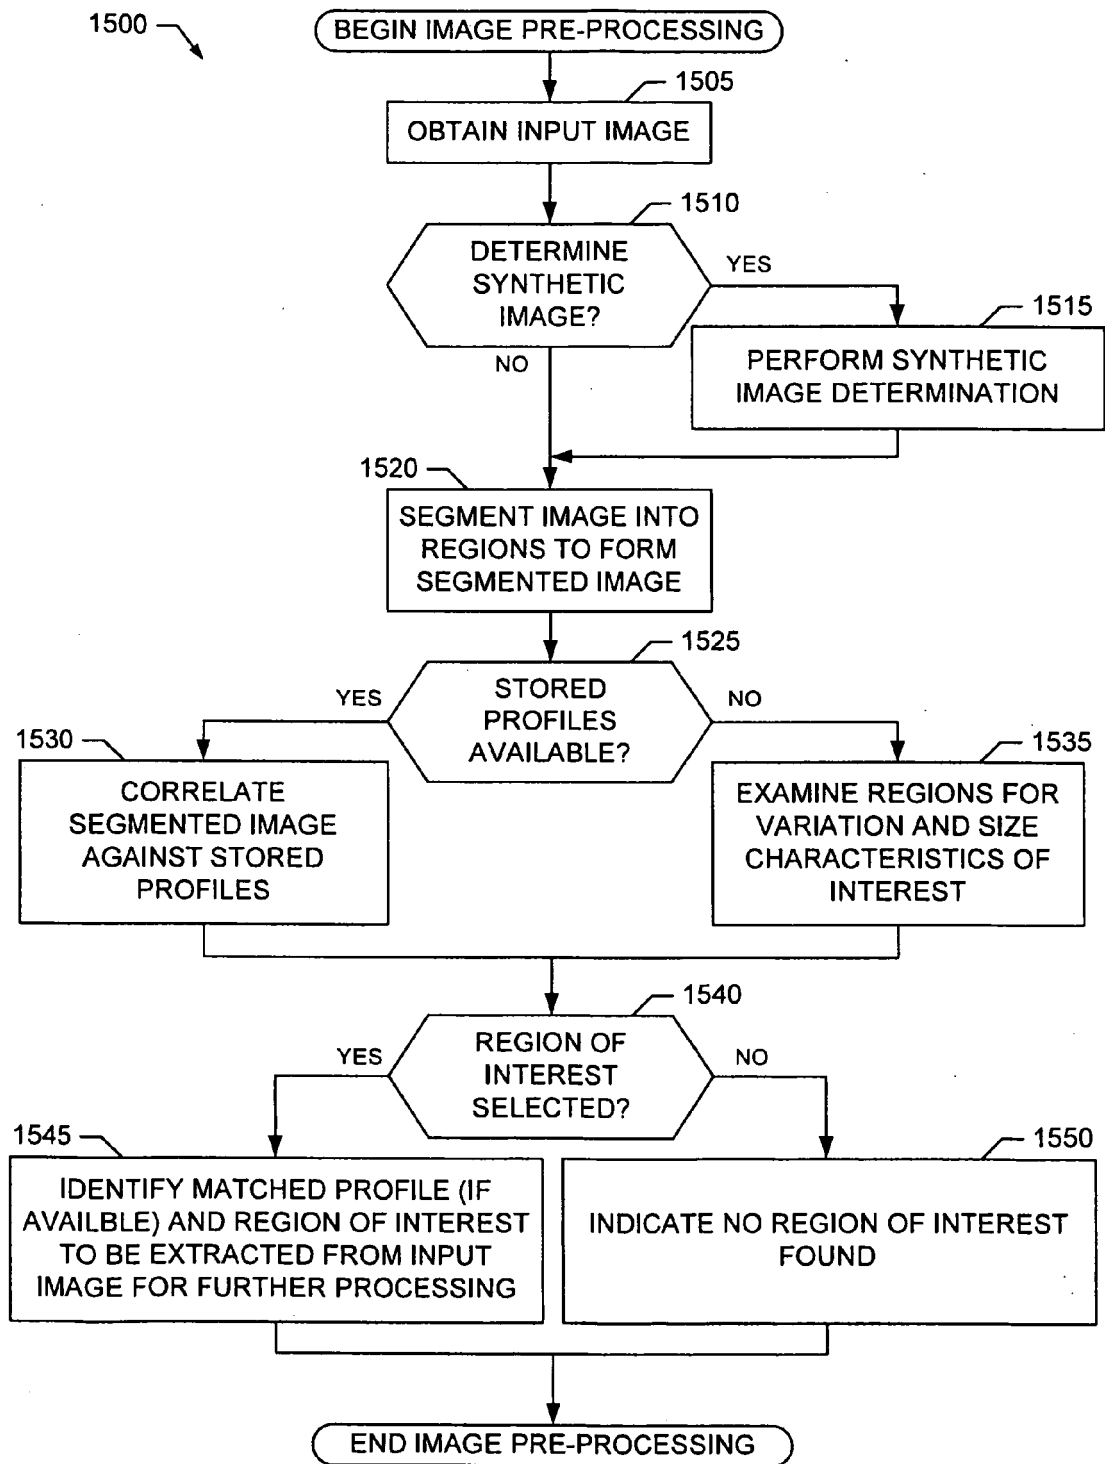 1500
BEGIN IMAGE PRE-PROCESSING
1505
OBTAIN INPUT IMAGE
1510
DETERMINE
SYNTHETIC
IMAGE?
YES
NO
1515
PERFORM SYNTHETIC
IMAGE DETERMINATION
1520
SEGMENT IMAGE INTO
REGIONS TO FORM
SEGMENTED IMAGE
1525
STORED
PROFILES
AVAILABLE?
YES
NO
1530
CORRELATE
SEGMENTED IMAGE
AGAINST STORED
PROFILES
1535
EXAMINE REGIONS FOR
VARIATION AND SIZE
CHARACTERISTICS OF
INTEREST
1540
REGION OF
INTEREST
SELECTED?
YES
NO
1545
IDENTIFY MATCHED PROFILE (IF
AVAILBLE) AND REGION OF INTEREST
TO BE EXTRACTED FROM INPUT
IMAGE FOR FURTHER PROCESSING
1550
INDICATE NO REGION OF INTEREST
FOUND
END IMAGE PRE-PROCESSING